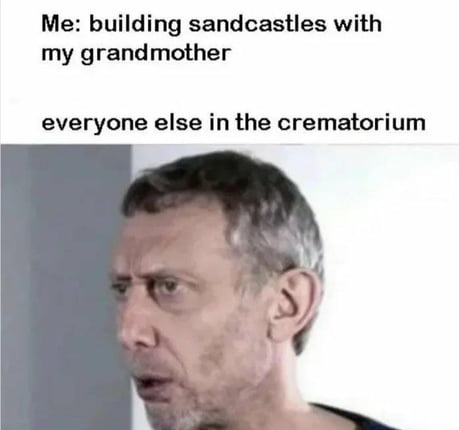 Me: building sandcastles with
my grandmother
everyone else in the crematorium